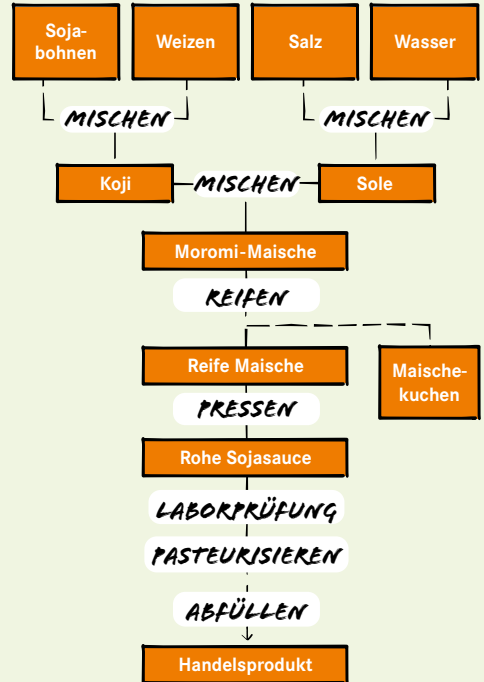 Soja-
bohnen
Weizen
Salz
Wasser
MISCHEN
MISCHEN
Koji
MISCHEN
Sole
Moromi-Maische
REIFEN
Reife Maische
Maische-
kuchen
PRESSEN
Rohe Sojasauce
LABORPRÜFUNG
PASTEURISIEREN
ABFÜLLEN
Handelsprodukt